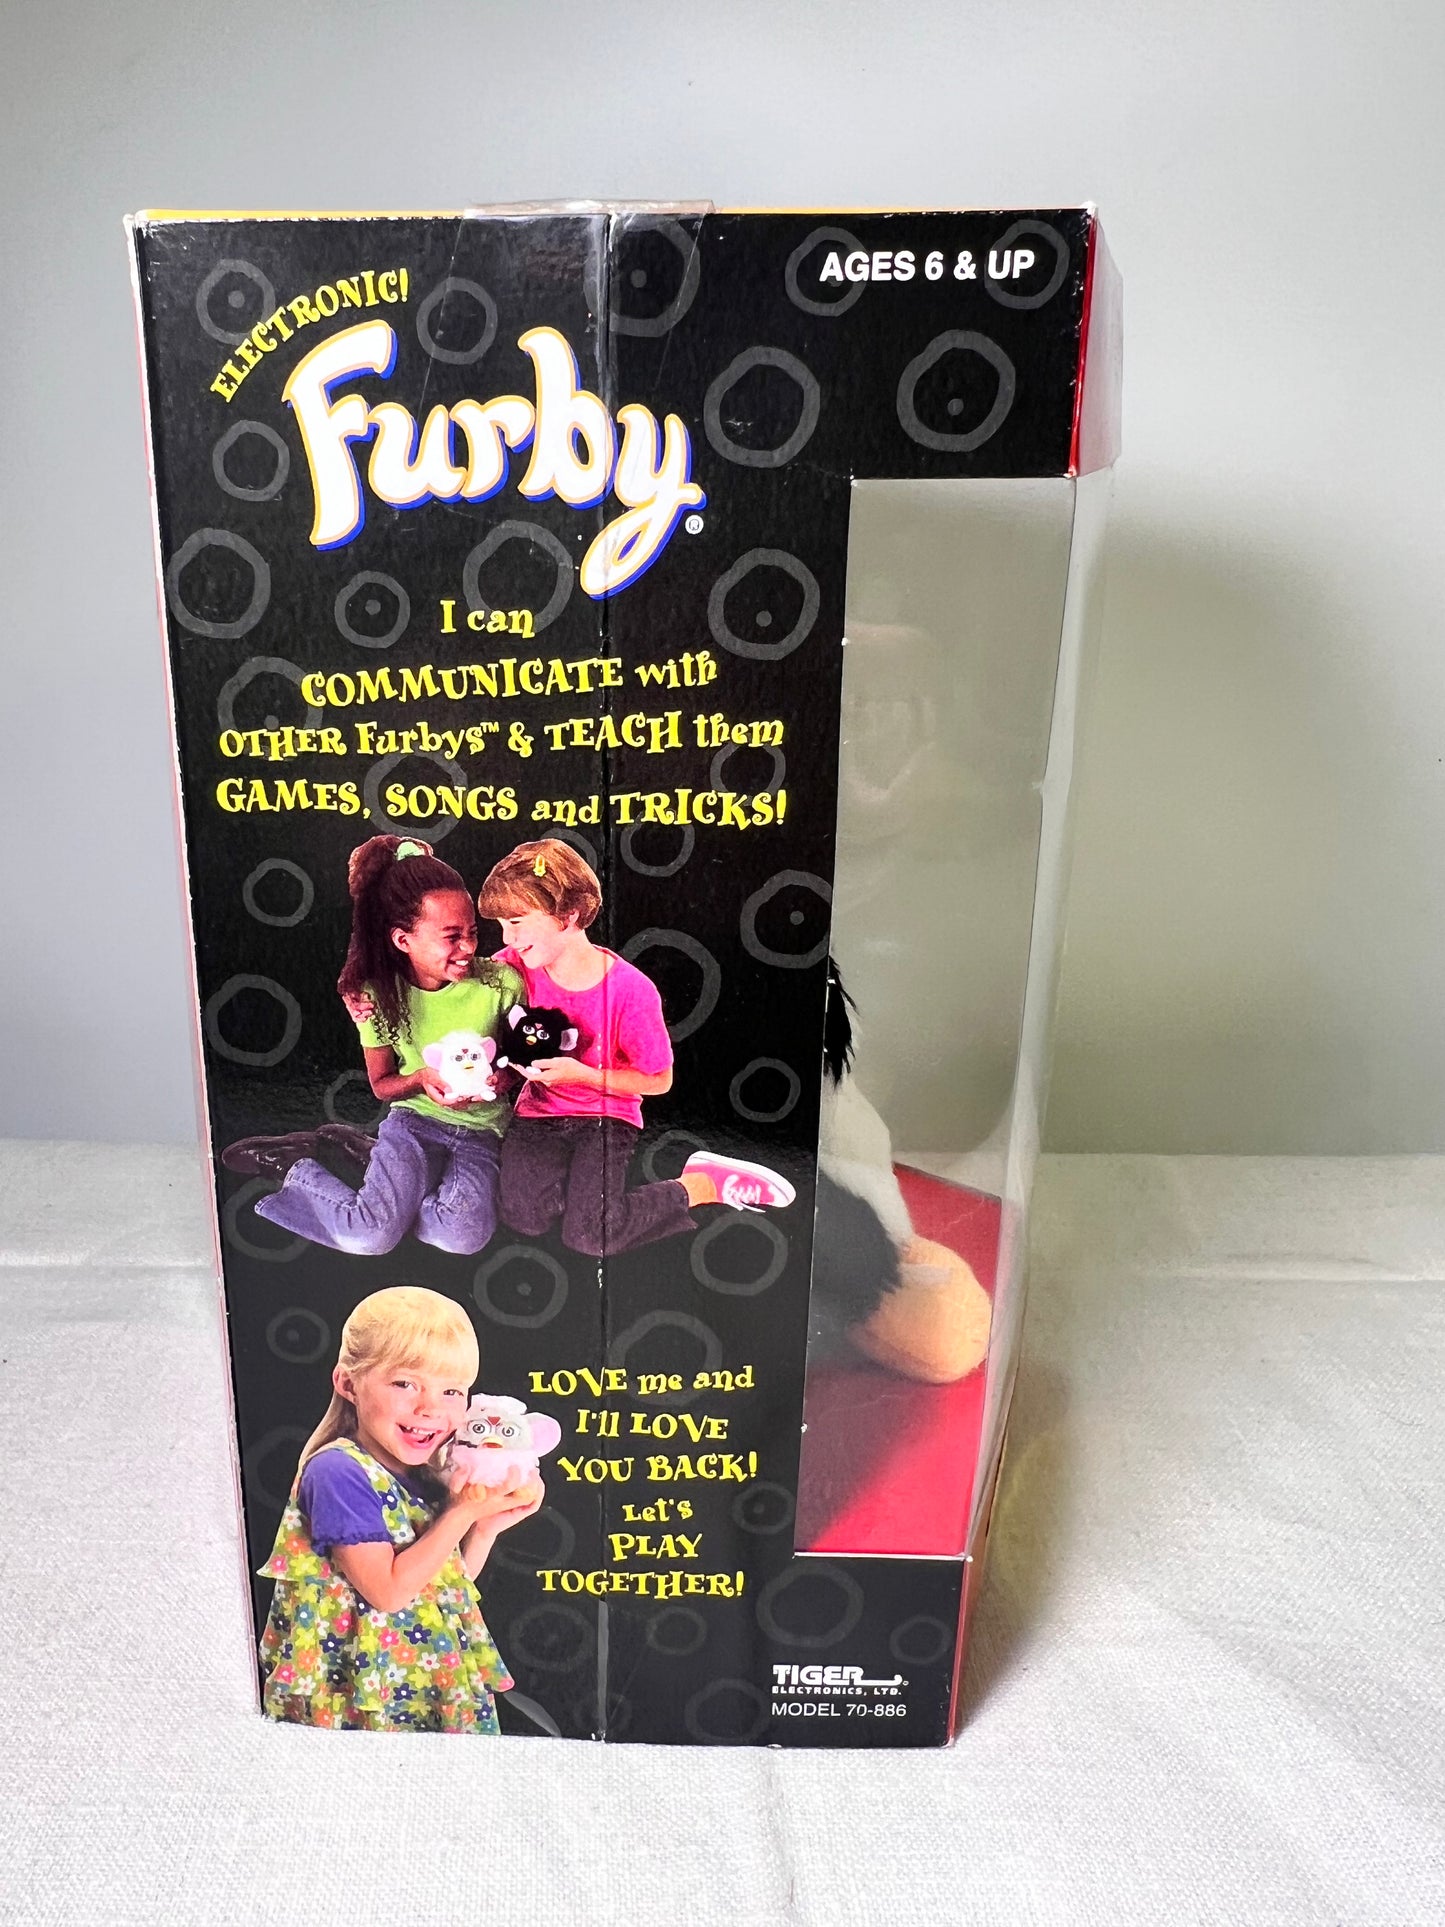 AGES 6 & UP
ELECTRONIC!
Furby®
I can
COMMUNICATE with
OTHER Furbys™ & TEACH them
GAMES, SONGS and TRICKS!
LOVE me and
I'll LOVE
YOU BACK!
Let's
PLAY
TOGETHER!
TIGER®
ELECTRONICS, LTD.
MODEL 70-886